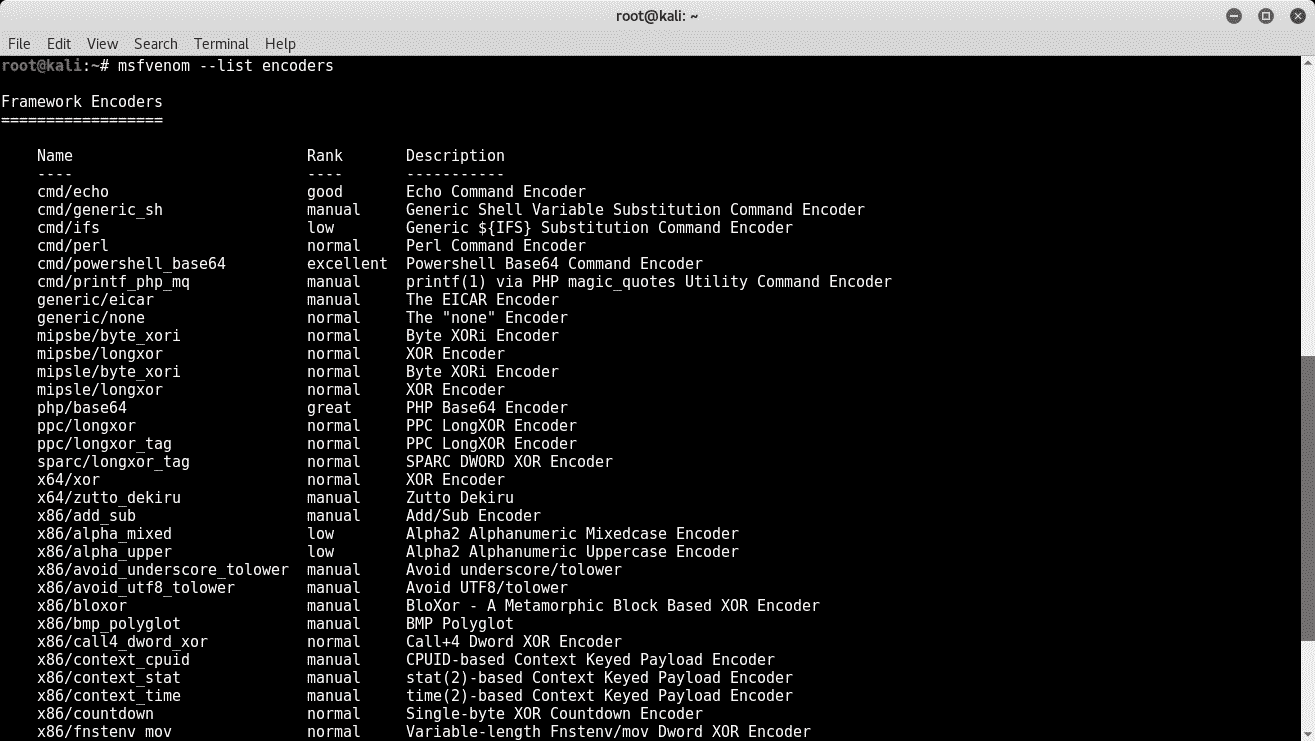 root@kali: ~
File Edit View Search Terminal Help
root@kali:~# msfvenom --list encoders
Framework Encoders
==================
Name Rank Description
---- ---- -----------
cmd/echo good Echo Command Encoder
cmd/generic_sh manual Generic Shell Variable Substitution Command Encoder
cmd/ifs low Generic ${IFS} Substitution Command Encoder
cmd/perl normal Perl Command Encoder
cmd/powershell_base64 excellent Powershell Base64 Command Encoder
cmd/printf_php_mq manual printf(1) via PHP magic_quotes Utility Command Encoder
generic/eicar manual The EICAR Encoder
generic/none normal The "none" Encoder
mipsbe/byte_xori normal Byte XORi Encoder
mipsbe/longxor normal XOR Encoder
mipsle/byte_xori normal Byte XORi Encoder
mipsle/longxor normal XOR Encoder
php/base64 great PHP Base64 Encoder
ppc/longxor normal PPC LongXOR Encoder
ppc/longxor_tag normal PPC LongXOR Encoder
sparc/longxor_tag normal SPARC DWORD XOR Encoder
x64/xor normal XOR Encoder
x64/zutto_dekiru manual Zutto Dekiru
x86/add_sub manual Add/Sub Encoder
x86/alpha_mixed low Alpha2 Alphanumeric Mixedcase Encoder
x86/alpha_upper low Alpha2 Alphanumeric Uppercase Encoder
x86/avoid_underscore_tolower manual Avoid underscore/tolower
x86/avoid_utf8_tolower manual Avoid UTF8/tolower
x86/bloxor manual BloXor - A Metamorphic Block Based XOR Encoder
x86/bmp_polyglot manual BMP Polyglot
x86/call4_dword_xor normal Call+4 Dword XOR Encoder
x86/context_cpuid manual CPUID-based Context Keyed Payload Encoder
x86/context_stat manual stat(2)-based Context Keyed Payload Encoder
x86/context_time manual time(2)-based Context Keyed Payload Encoder
x86/countdown normal Single-byte XOR Countdown Encoder
x86/fnstenv_mov normal Variable-length Fnstenv/mov Dword XOR Encoder